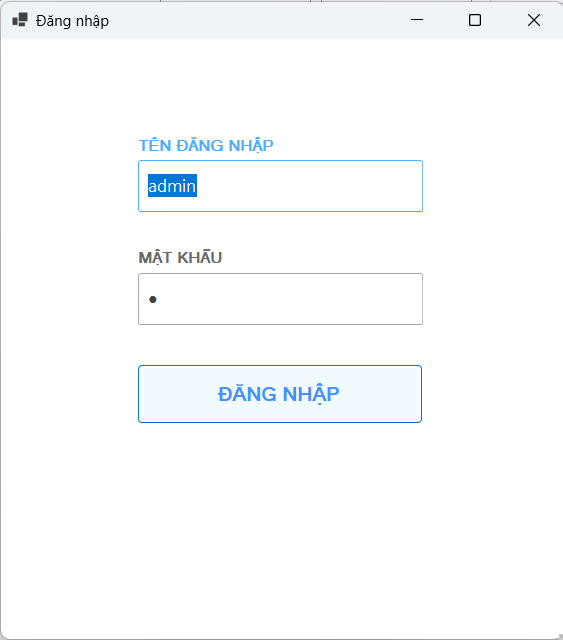 Đăng nhập
TÊN ĐĂNG NHẬP
admin
MẬT KHẨU
●
ĐĂNG NHẬP